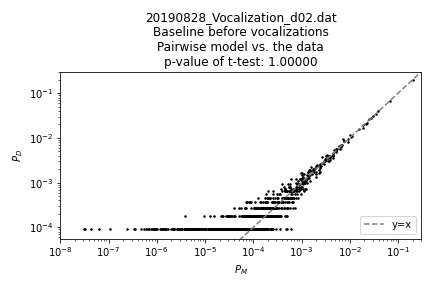 20190828_Vocalization_d02.dat
Baseline before vocalizations
Pairwise model vs. the data
p-value of t-test: 1.00000
10⁻¹
10⁻²
10⁻³
10⁻⁴
P_D
y=x
10⁻⁸ 10⁻⁷ 10⁻⁶ 10⁻⁵ 10⁻⁴ 10⁻³ 10⁻² 10⁻¹
P_M